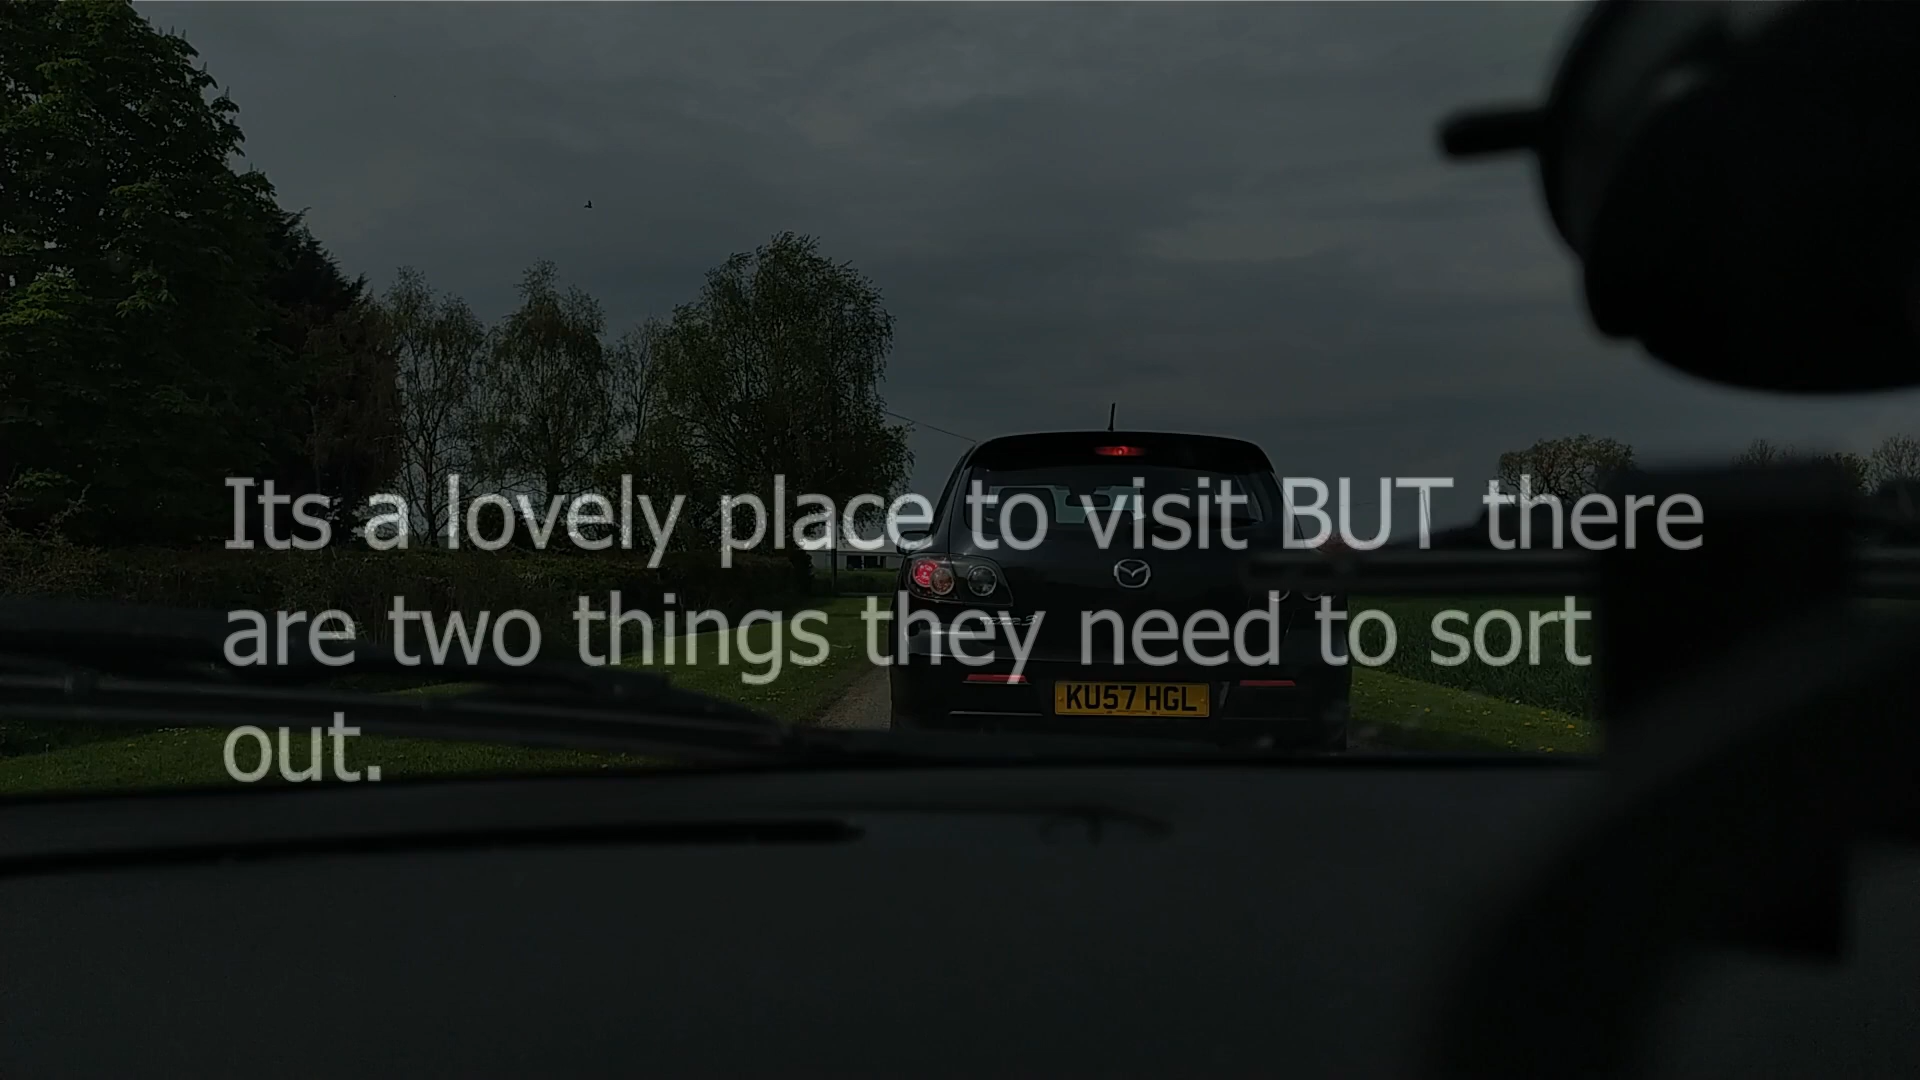 Its a lovely place to visit BUT there
are two things they need to sort
out.
KU57 HGL